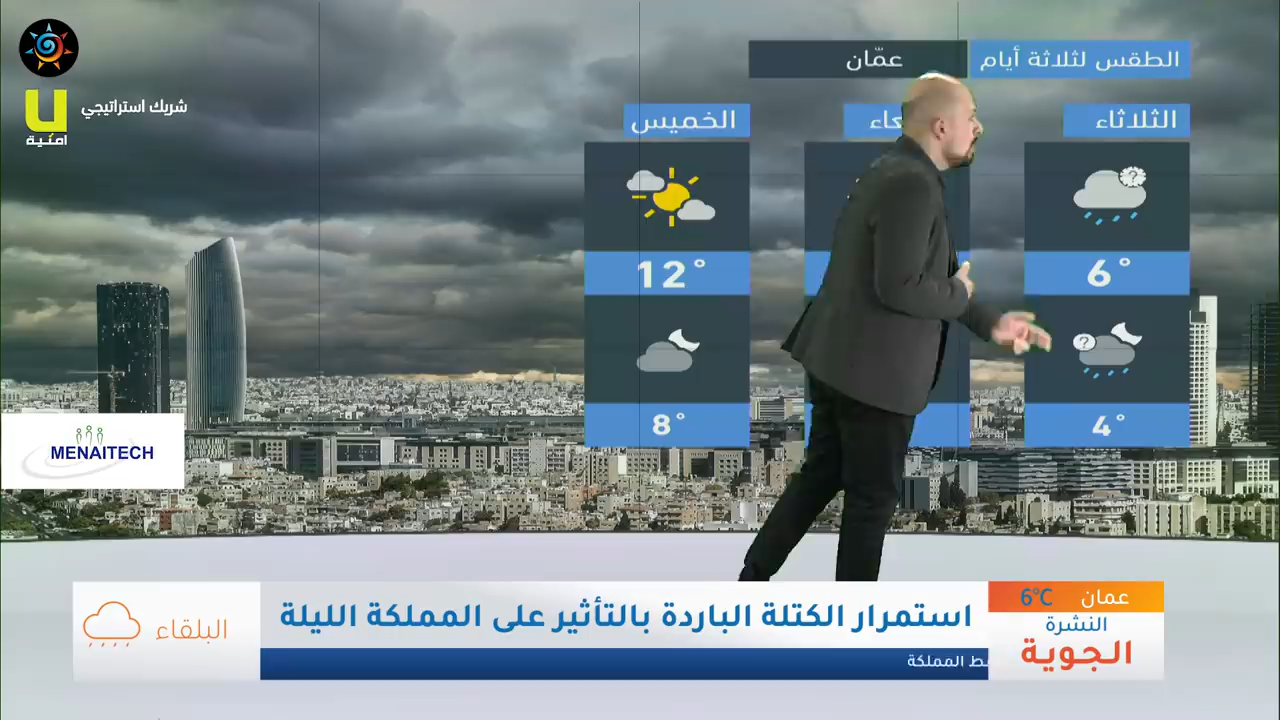 الطقس لثلاثة أيام
عمّان
الثلاثاء
الخميس
6°
12°
4°
8°
شريك استراتيجي
امنية
MENAITECH
عمان 6°C
النشرة
الجوية
استمرار الكتلة الباردة بالتأثير على المملكة الليلة
المملكة
البلقاء